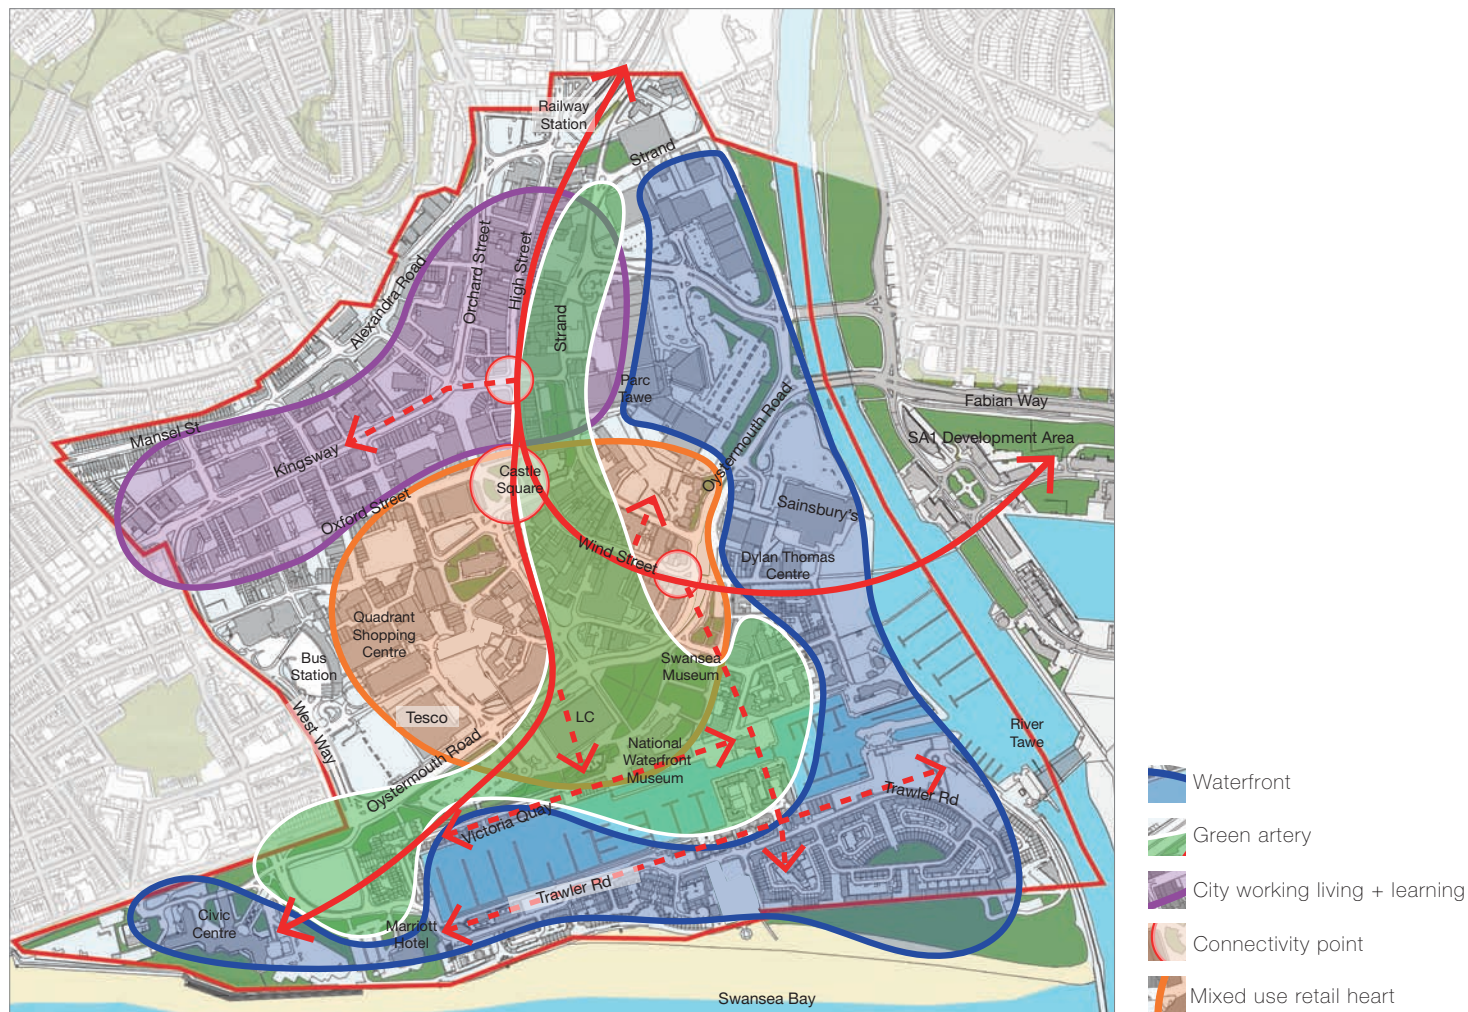 Railway
Station
Strand
Orchard Street
High Street
Alexandra Road
Strand
Parc
Tawe
Fabian Way
Mansel St
Kingsway
Oystermouth Road
SA1 Development Area
Castle
Square
Oxford Street
Sainsbury's
Wind Street
Dylan Thomas
Centre
Quadrant
Shopping
Centre
Bus
Station
Swansea
Museum
West Way
Tesco
LC
River
Tawe
National
Waterfront
Museum
Oystermouth Road
Trawler Rd
Victoria Quay
Trawler Rd
Civic
Centre
Marriott
Hotel
Swansea Bay
Waterfront
Green artery
City working living + learning
Connectivity point
Mixed use retail heart